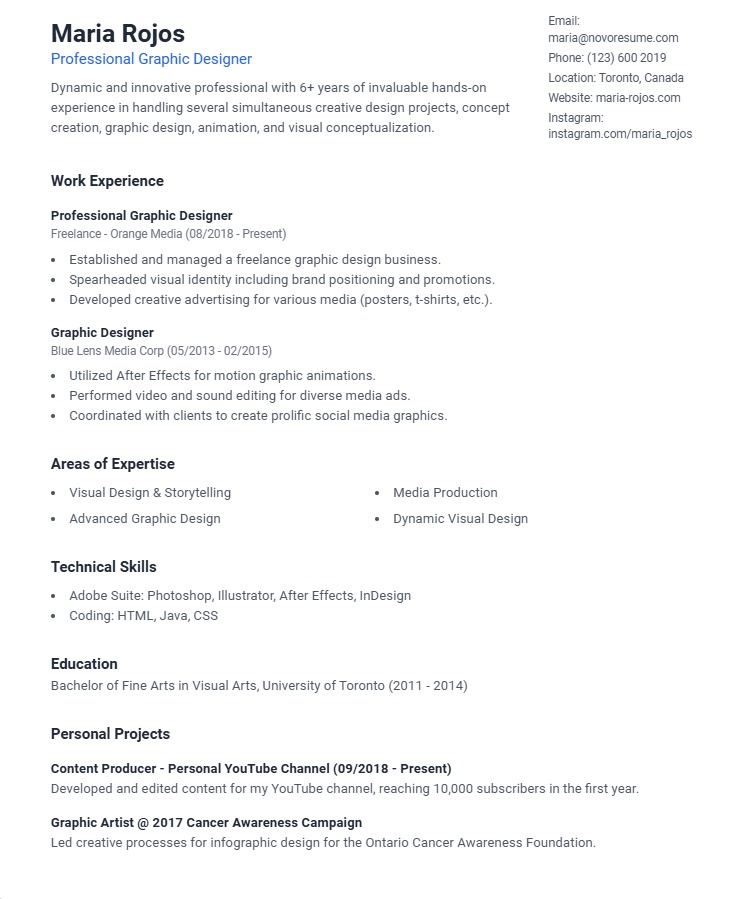 Maria Rojos
Professional Graphic Designer
Dynamic and innovative professional with 6+ years of invaluable hands-on
experience in handling several simultaneous creative design projects, concept
creation, graphic design, animation, and visual conceptualization.
Email:
maria@novoresume.com
Phone: (123) 600 2019
Location: Toronto, Canada
Website: maria-rojos.com
Instagram:
instagram.com/maria_rojos
Work Experience
Professional Graphic Designer
Freelance - Orange Media (08/2018 - Present)
• Established and managed a freelance graphic design business.
• Spearheaded visual identity including brand positioning and promotions.
• Developed creative advertising for various media (posters, t-shirts, etc.).
Graphic Designer
Blue Lens Media Corp (05/2013 - 02/2015)
• Utilized After Effects for motion graphic animations.
• Performed video and sound editing for diverse media ads.
• Coordinated with clients to create prolific social media graphics.
Areas of Expertise
• Visual Design & Storytelling
• Media Production
• Advanced Graphic Design
• Dynamic Visual Design
Technical Skills
• Adobe Suite: Photoshop, Illustrator, After Effects, InDesign
• Coding: HTML, Java, CSS
Education
Bachelor of Fine Arts in Visual Arts, University of Toronto (2011 - 2014)
Personal Projects
Content Producer - Personal YouTube Channel (09/2018 - Present)
Developed and edited content for my YouTube channel, reaching 10,000 subscribers in the first year.
Graphic Artist @ 2017 Cancer Awareness Campaign
Led creative processes for infographic design for the Ontario Cancer Awareness Foundation.